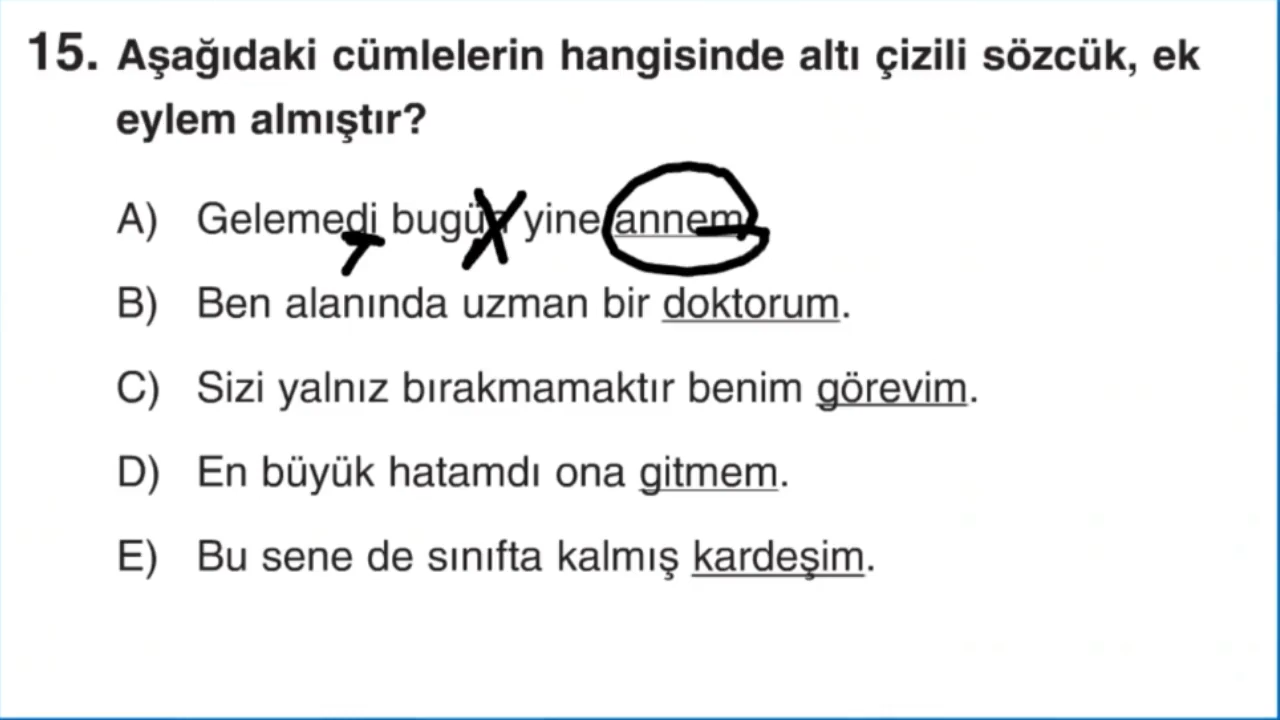 15. Aşağıdaki cümlelerin hangisinde altı çizili sözcük, ek
eylem almıştır?
A) Gelemedi bugün yine annem.
B) Ben alanında uzman bir doktorum.
C) Sizi yalnız bırakmamaktır benim görevim.
D) En büyük hatamdı ona gitmem.
E) Bu sene de sınıfta kalmış kardeşim.